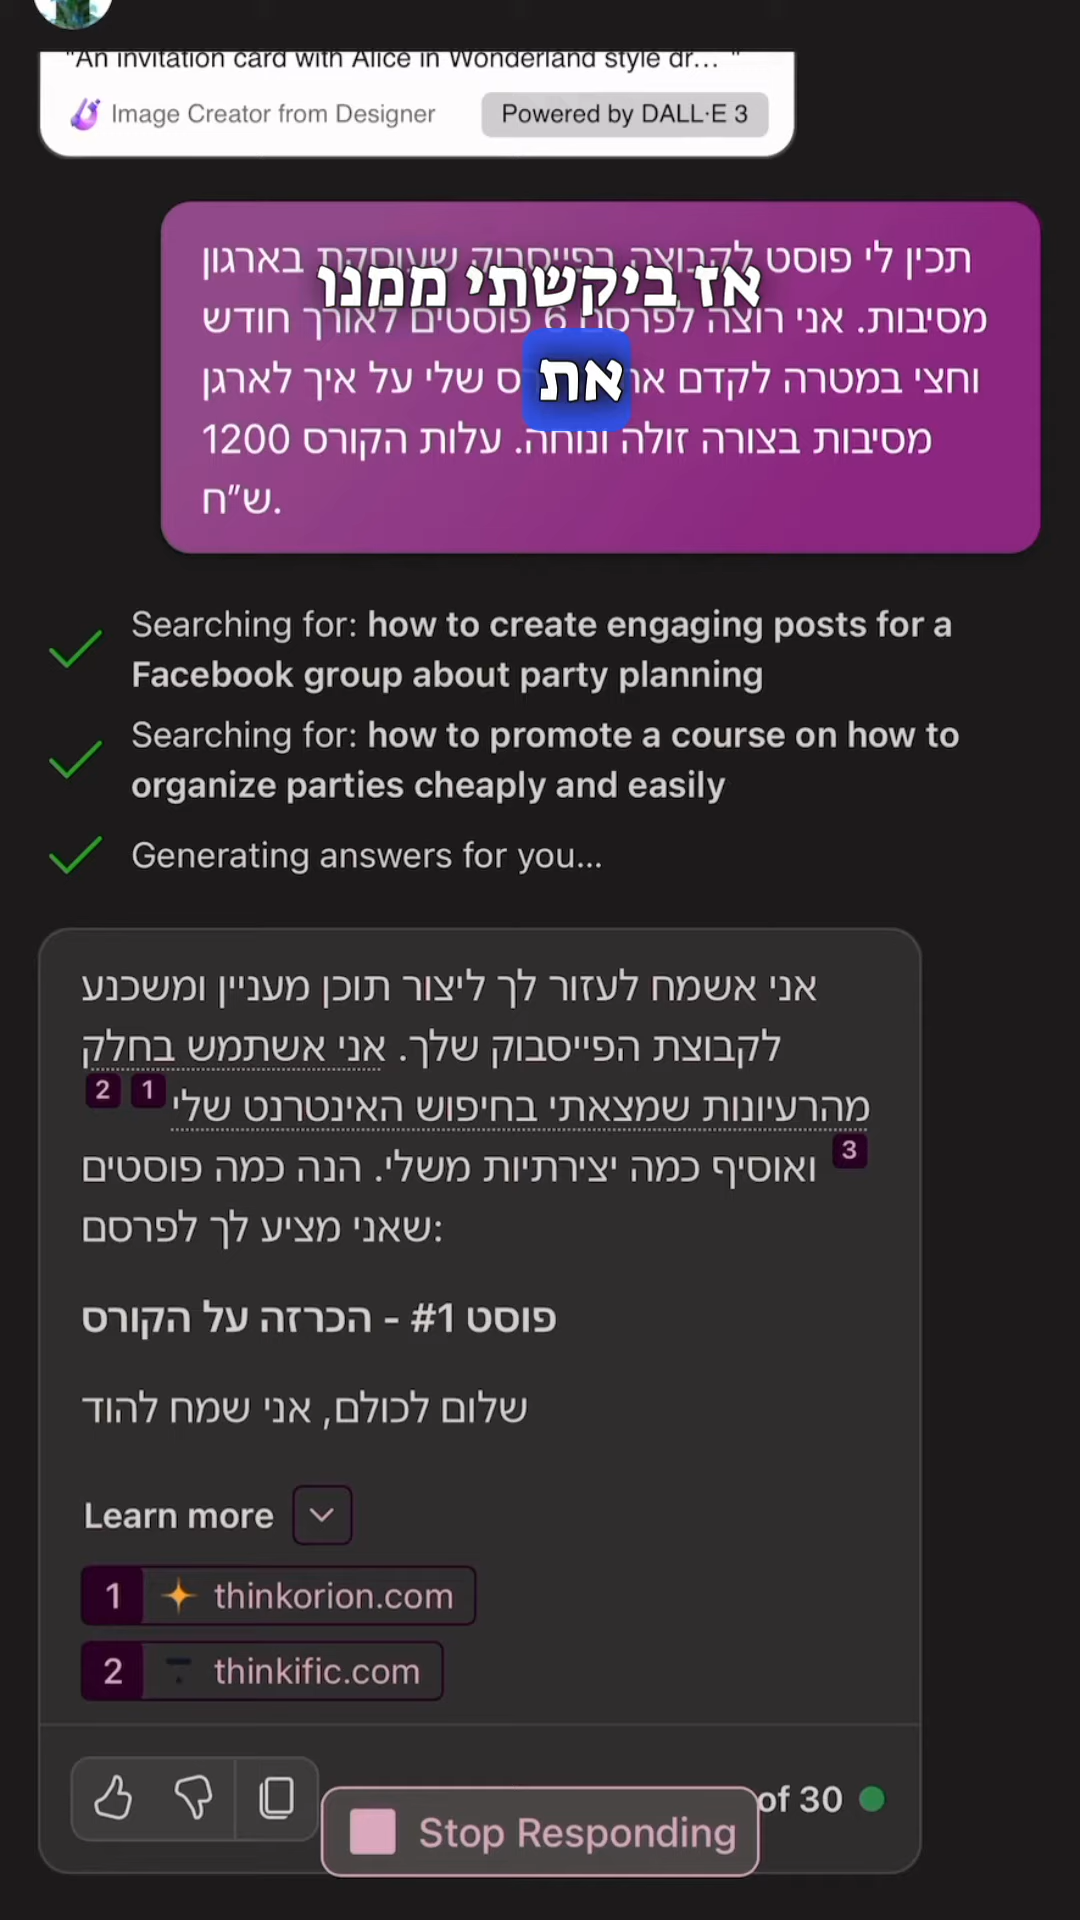 "An invitation card with Alice in Wonderland style dr... "
Image Creator from Designer
Powered by DALL·E 3
תכין לי פוסט לקבוצה בפייסבוק שעוסקת בארגון
מסיבות. אני רוצה לפרסם 6 פוסטים לאורך חודש
וחצי במטרה לקדם את ס שלי על איך לארגן
מסיבות בצורה זולה ונוחה. עלות הקורס 1200
ש"ח.
אז ביקשתי ממנו
את
Searching for: how to create engaging posts for a
Facebook group about party planning
Searching for: how to promote a course on how to
organize parties cheaply and easily
Generating answers for you...
אני אשמח לעזור לך ליצור תוכן מעניין ומשכנע
לקבוצת הפייסבוק שלך. אני אשתמש בחלק
מהרעיונות שמצאתי בחיפוש האינטרנט שלי 1 2
3 ואוסיף כמה יצירתיות משלי. הנה כמה פוסטים
שאני מציע לך לפרסם:
פוסט #1 - הכרזה על הקורס
שלום לכולם, אני שמח להוד
Learn more
1 thinkorion.com
2 thinkific.com
of 30
Stop Responding